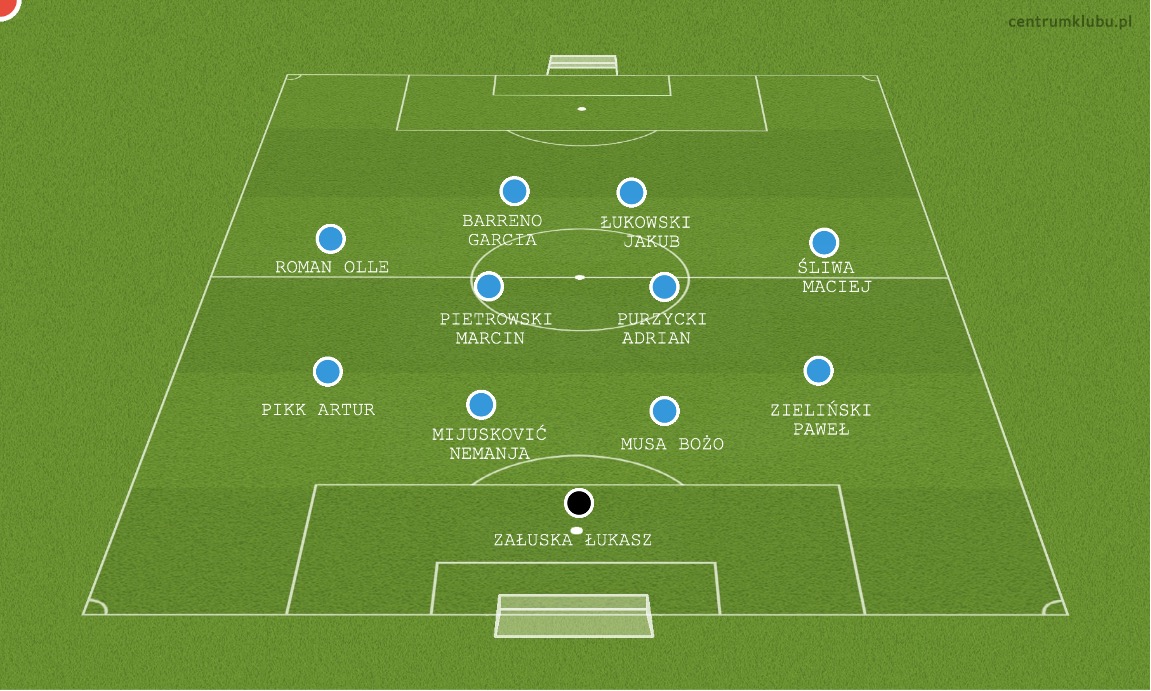 centrumklubu.pl
BARRENO
GARCIA
ŁUKOWSKI
JAKUB
ROMAN OLLE
ŚLIWA
MACIEJ
PIETROWSKI
MARCIN
PURZYCKI
ADRIAN
PIKK ARTUR
ZIELIŃSKI
PAWEŁ
MIJUSKOVIĆ
NEMANJA
MUSA BOŻO
ZAŁUSKA ŁUKASZ